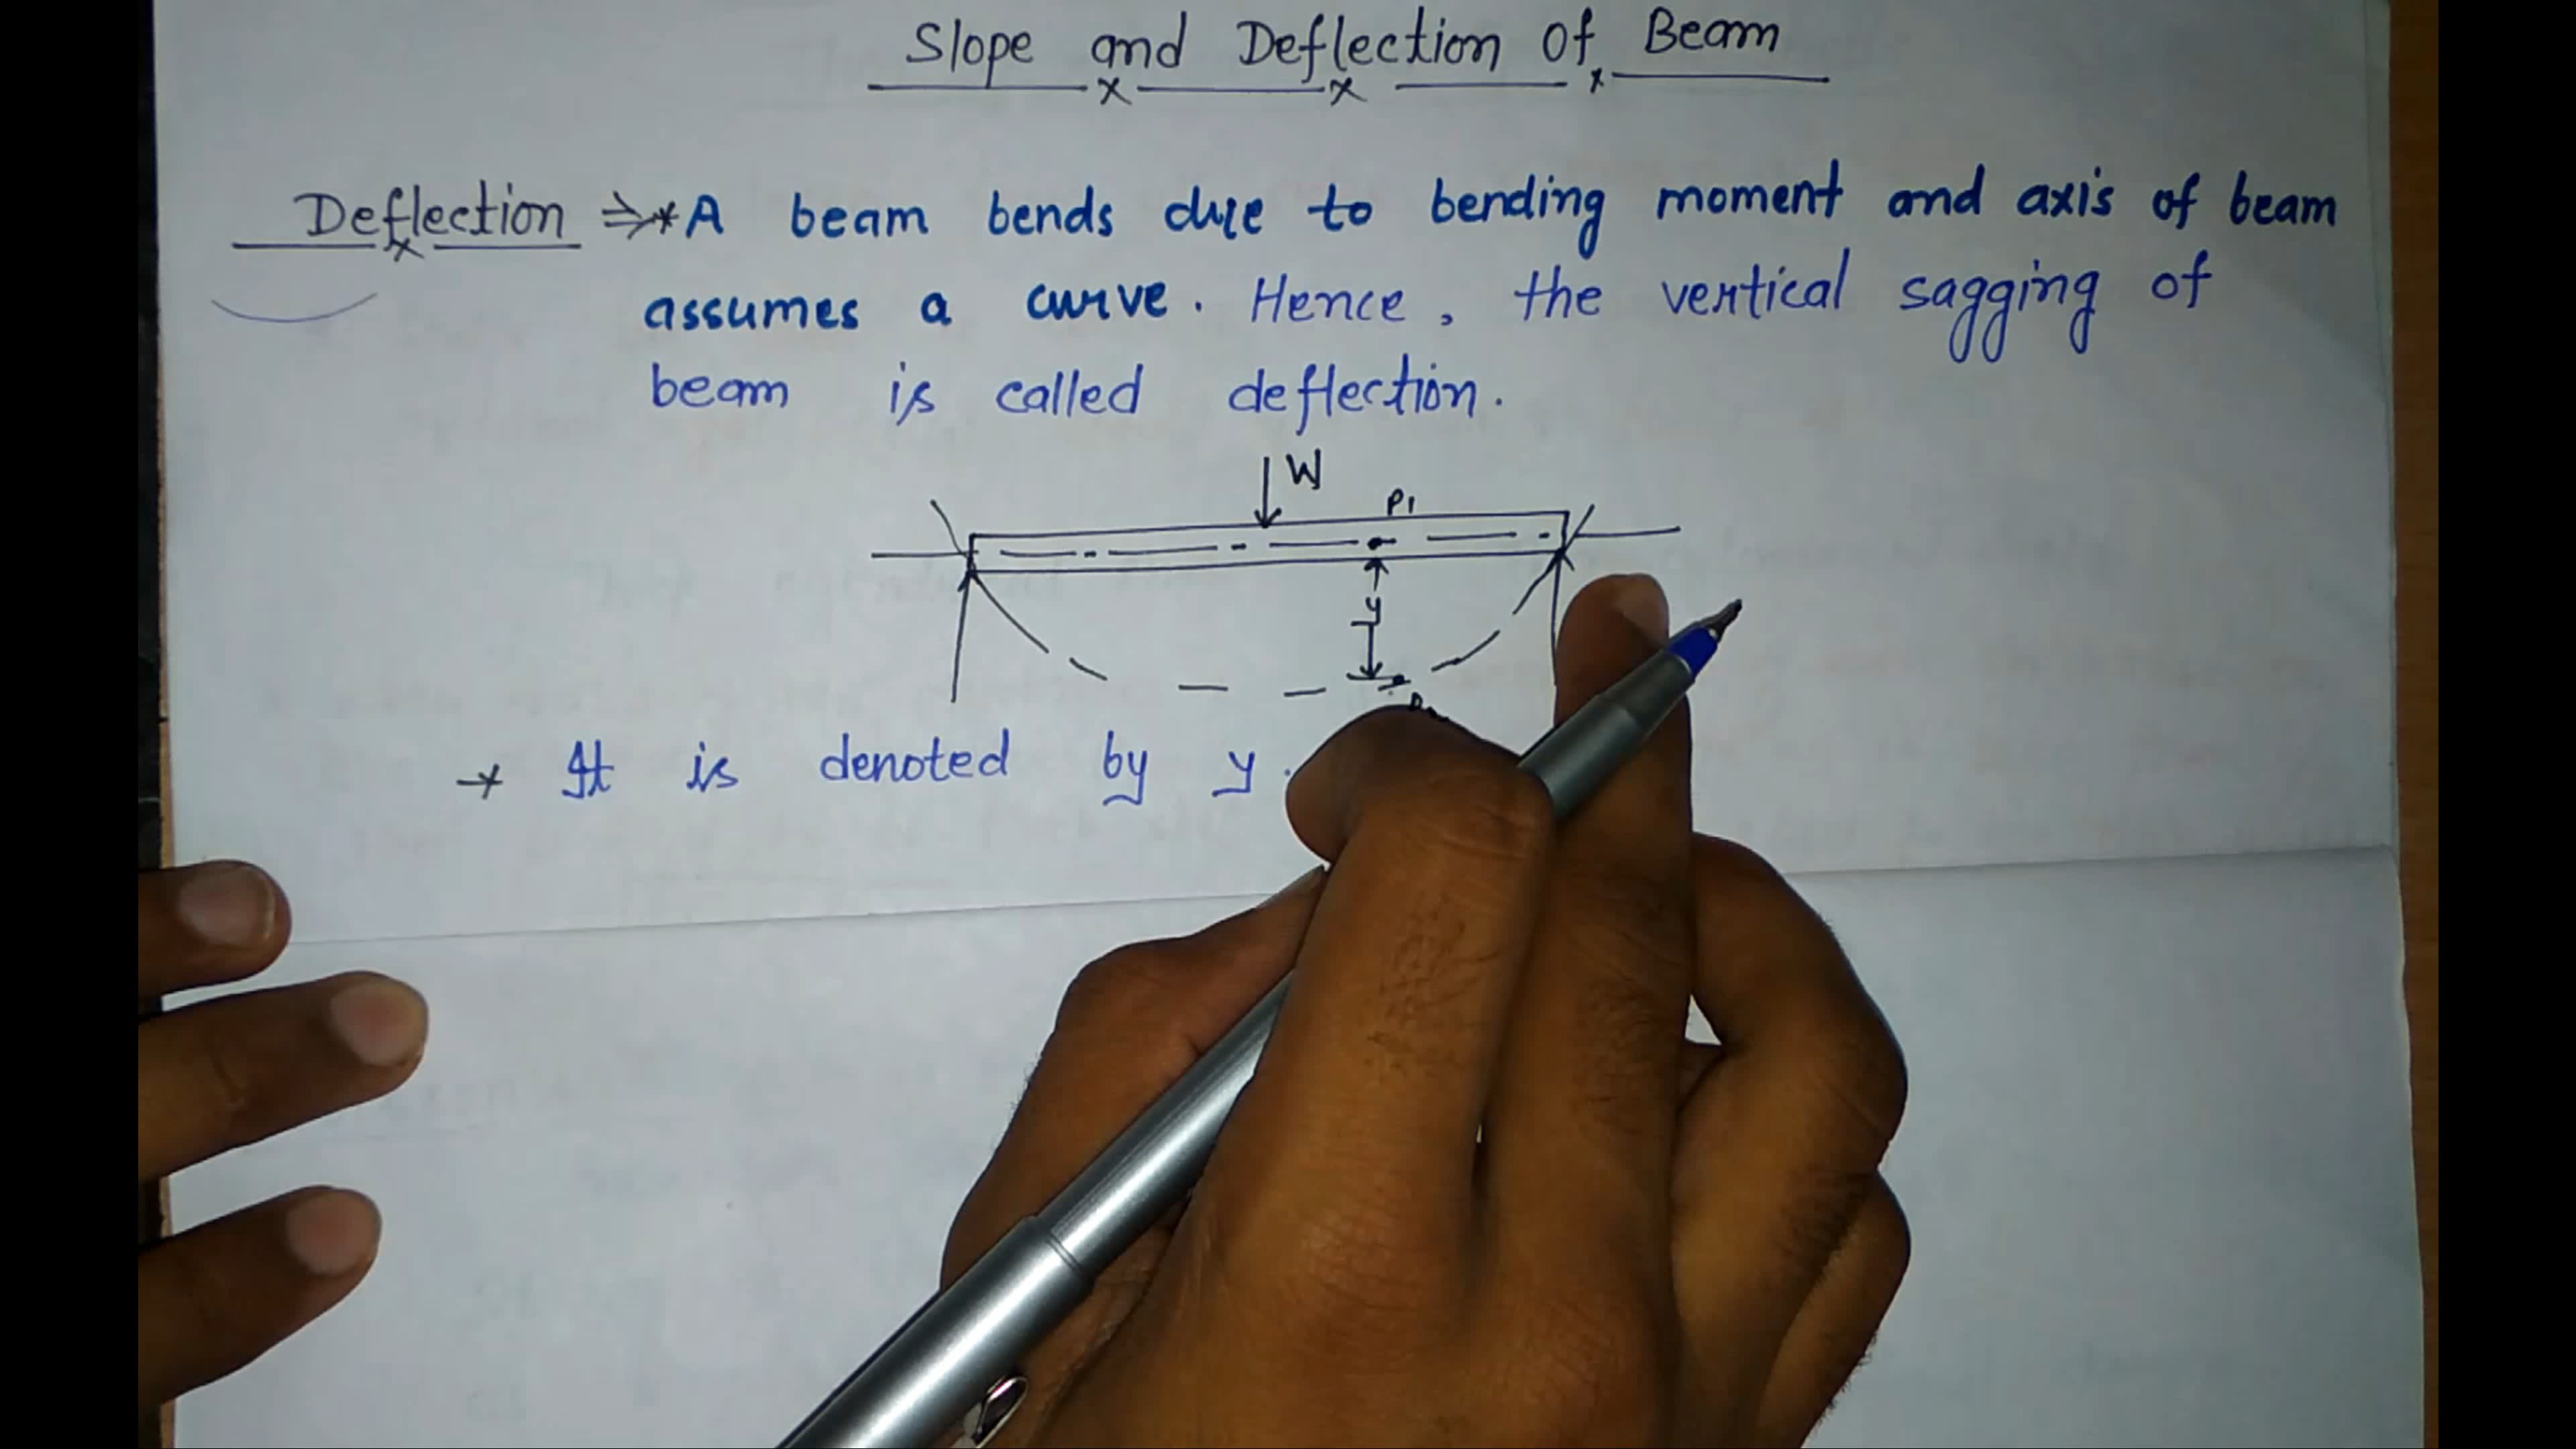 Slope and Deflection Of Beam
Deflection ⇒ * A beam bends due to bending moment and axis of beam
assumes a curve. Hence, the vertical sagging of
beam is called deflection.
W
P1
y
* It is denoted by y.